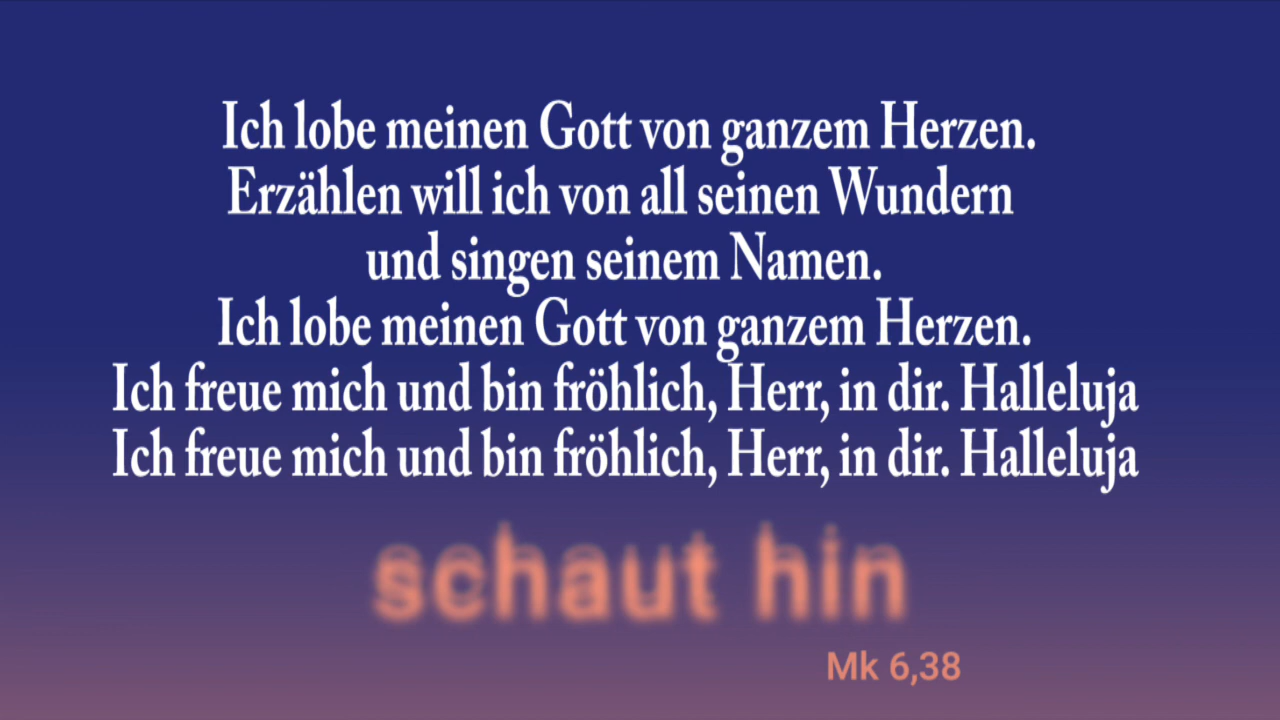 Ich lobe meinen Gott von ganzem Herzen.
Erzählen will ich von all seinen Wundern
und singen seinem Namen.
Ich lobe meinen Gott von ganzem Herzen.
Ich freue mich und bin fröhlich, Herr, in dir. Halleluja
Ich freue mich und bin fröhlich, Herr, in dir. Halleluja
schaut hin
Mk 6,38